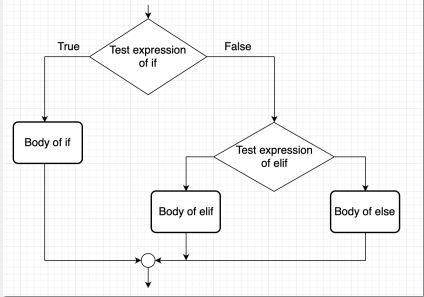 True
Test expression
of if
False
Body of if
Test expression
of elif
Body of elif
Body of else